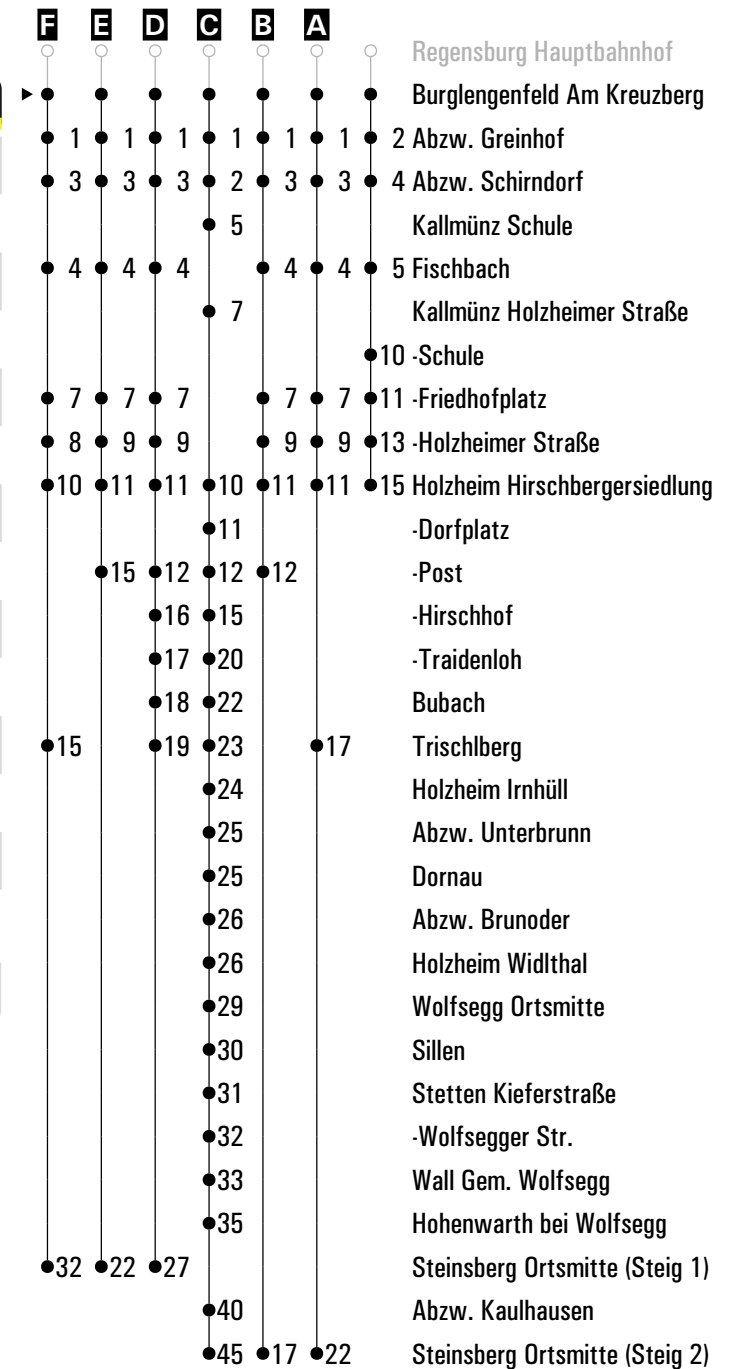 F E D C B A
Regensburg Hauptbahnhof
Burglengenfeld Am Kreuzberg
1 1 1 1 1 1 2 Abzw. Greinhof
3 3 3 2 3 3 4 Abzw. Schirndorf
5 Kallmünz Schule
4 4 4 4 4 5 Fischbach
7 Kallmünz Holzheimer Straße
10 -Schule
7 7 7 7 7 11 -Friedhofplatz
8 9 9 9 9 13 -Holzheimer Straße
10 11 11 10 11 11 15 Holzheim Hirschbergersiedlung
11 -Dorfplatz
15 12 12 12 -Post
16 15 -Hirschhof
17 20 -Traidenloh
18 22 Bubach
15 19 23 17 Trischlberg
24 Holzheim Irnhüll
25 Abzw. Unterbrunn
25 Dornau
26 Abzw. Brunoder
26 Holzheim Widlthal
29 Wolfsegg Ortsmitte
30 Sillen
31 Stetten Kieferstraße
32 -Wolfsegger Str.
33 Wall Gem. Wolfsegg
35 Hohenwarth bei Wolfsegg
32 22 27 Steinsberg Ortsmitte (Steig 1)
40 Abzw. Kaulhausen
45 17 22 Steinsberg Ortsmitte (Steig 2)